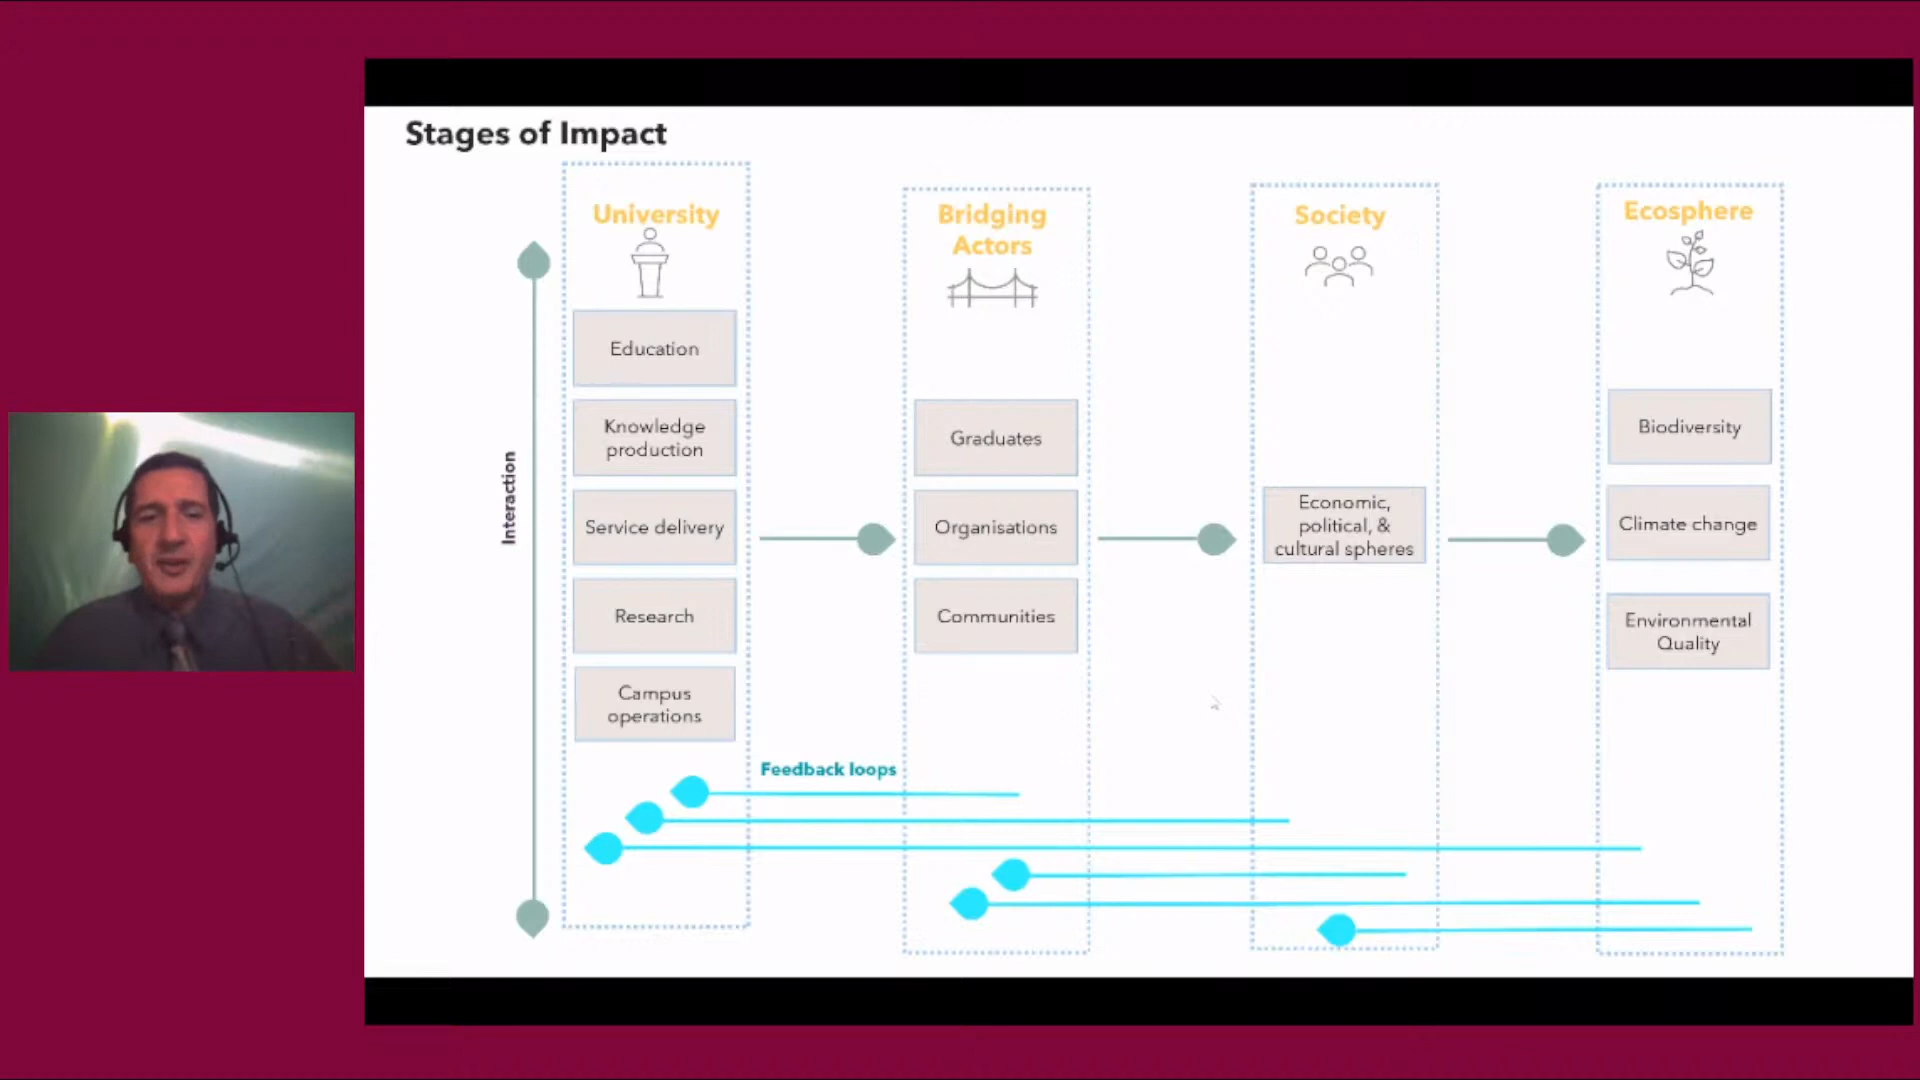 Stages of Impact
University
Bridging
Actors
Society
Ecosphere
Interaction
Education
Knowledge
production
Service delivery
Research
Campus
operations
Graduates
Organisations
Communities
Economic,
political, &
cultural spheres
Biodiversity
Climate change
Environmental
Quality
Feedback loops